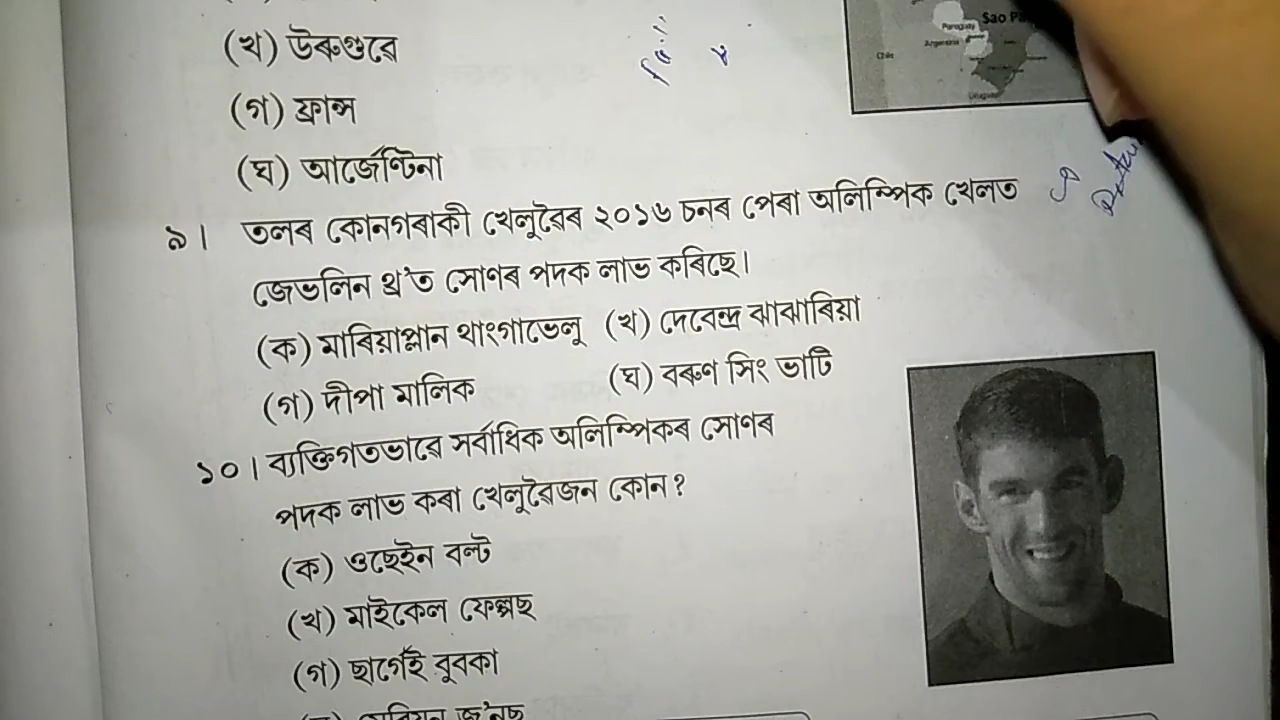 (খ) উৰুগুৱে
(গ) ফ্ৰান্স
(ঘ) আৰ্জেণ্টিনা
Sao
Paraguay
Argentina
Chile
Uruguay
৯। তলৰ কোনগৰাকী খেলুৱৈৰ ২০১৬ চনৰ পেৰা অলিম্পিক খেলত
জেভলিন থ্ৰ'ত সোণৰ পদক লাভ কৰিছে।
(ক) মাৰিয়াপ্পান থাংগাভেলু (খ) দেবেন্দ্ৰ ঝাঝাৰিয়া
(গ) দীপা মালিক (ঘ) বৰুণ সিং ভাটি
১০। ব্যক্তিগতভাৱে সৰ্বাধিক অলিম্পিকৰ সোণৰ
পদক লাভ কৰা খেলুৱৈজন কোন?
(ক) ওছেইন বল্ট
(খ) মাইকেল ফেল্পছ
(গ) ছাৰ্গেই বুবকা